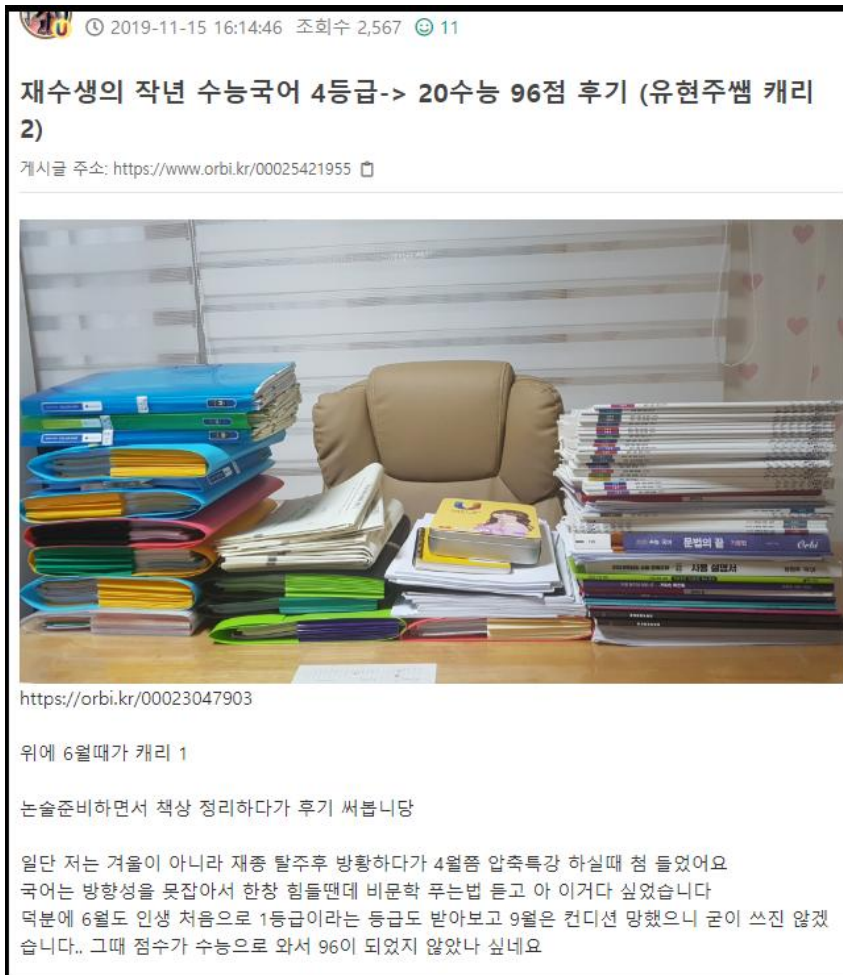 2019-11-15 16:14:46 조회수 2,567 11
재수생의 작년 수능국어 4등급-> 20수능 96점 후기 (유현주쌤 캐리
2)
게시글 주소: https://www.orbi.kr/00025421955
문법의 끝
Orbi
사용 설명서
https://orbi.kr/00023047903
위에 6월때가 캐리 1
논술준비하면서 책상 정리하다가 후기 써봅니당
일단 저는 겨울이 아니라 재종 탈주후 방황하다가 4월쯤 압축특강 하실때 첨 들었어요
국어는 방향성을 못잡아서 한창 힘들땐데 비문학 푸는법 듣고 아 이거다 싶었습니다
덕분에 6월도 인생 처음으로 1등급이라는 등급도 받아보고 9월은 컨디션 망했으니 굳이 쓰진 않겠
습니다.. 그때 점수가 수능으로 와서 96이 되었지 않았나 싶네요